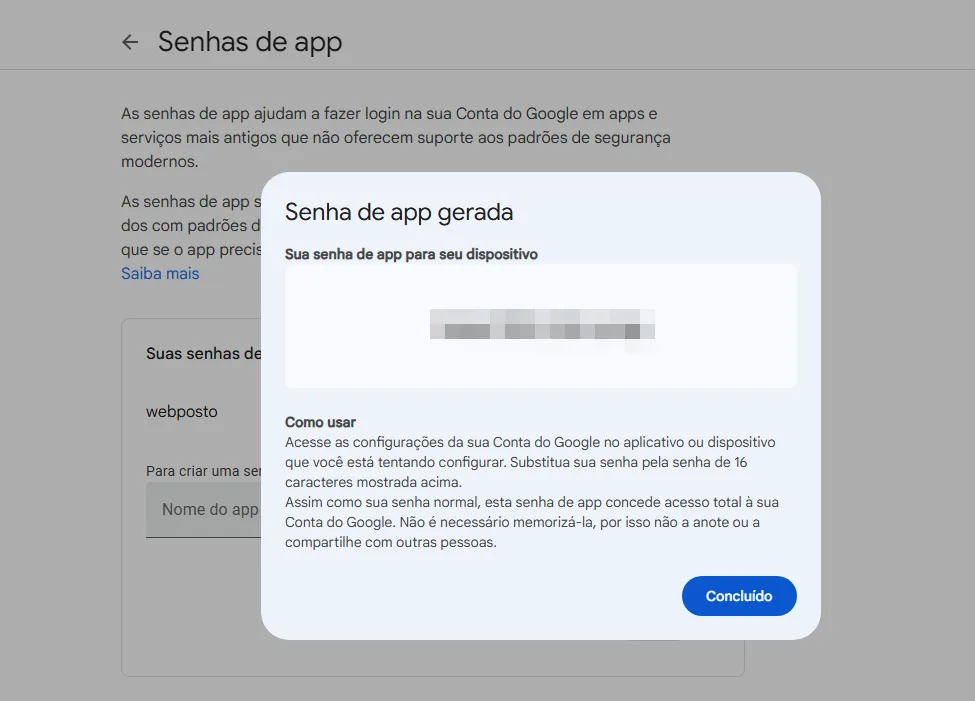 Senhas de app
As senhas de app ajudam a fazer login na sua Conta do Google em apps e
serviços mais antigos que não oferecem suporte aos padrões de segurança
modernos.
As senhas de app s
dos com padrões d
que se o app precis
Saiba mais
Suas senhas de
webposto
Para criar uma se
Nome do app
Senha de app gerada
Sua senha de app para seu dispositivo
Como usar
Acesse as configurações da sua Conta do Google no aplicativo ou dispositivo
que você está tentando configurar. Substitua sua senha pela senha de 16
caracteres mostrada acima.
Assim como sua senha normal, esta senha de app concede acesso total à sua
Conta do Google. Não é necessário memorizá-la, por isso não a anote ou a
compartilhe com outras pessoas.
Concluído